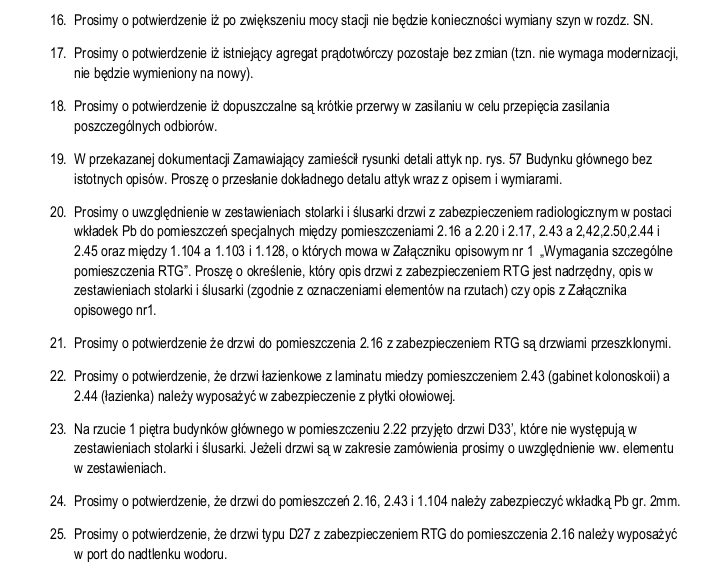 16. Prosimy o potwierdzenie iż po zwiększeniu mocy stacji nie będzie konieczności wymiany szyn w rozdz. SN.
17. Prosimy o potwierdzenie iż istniejący agregat prądotwórczy pozostaje bez zmian (tzn. nie wymaga modernizacji,
nie będzie wymieniony na nowy).
18. Prosimy o potwierdzenie iż dopuszczalne są krótkie przerwy w zasilaniu w celu przepięcia zasilania
poszczególnych odbiorów.
19. W przekazanej dokumentacji Zamawiający zamieścił rysunki detali attyk np. rys. 57 Budynku głównego bez
istotnych opisów. Proszę o przesłanie dokładnego detalu attyk wraz z opisem i wymiarami.
20. Prosimy o uwzględnienie w zestawieniach stolarki i ślusarki drzwi z zabezpieczeniem radiologicznym w postaci
wkładek Pb do pomieszczeń specjalnych między pomieszczeniami 2.16 a 2.20 i 2.17, 2.43 a 2,42,2.50,2.44 i
2.45 oraz między 1.104 a 1.103 i 1.128, o których mowa w Załączniku opisowym nr 1 „Wymagania szczególne
pomieszczenia RTG”. Proszę o określenie, który opis drzwi z zabezpieczeniem RTG jest nadrzędny, opis w
zestawieniach stolarki i ślusarki (zgodnie z oznaczeniami elementów na rzutach) czy opis z Załącznika
opisowego nr1.
21. Prosimy o potwierdzenie że drzwi do pomieszczenia 2.16 z zabezpieczeniem RTG są drzwiami przeszklonymi.
22. Prosimy o potwierdzenie, że drzwi łazienkowe z laminatu miedzy pomieszczeniem 2.43 (gabinet kolonoskoii) a
2.44 (łazienka) należy wyposażyć w zabezpieczenie z płytki ołowiowej.
23. Na rzucie 1 piętra budynków głównego w pomieszczeniu 2.22 przyjęto drzwi D33’, które nie występują w
zestawieniach stolarki i ślusarki. Jeżeli drzwi są w zakresie zamówienia prosimy o uwzględnienie ww. elementu
w zestawieniach.
24. Prosimy o potwierdzenie, że drzwi do pomieszczeń 2.16, 2.43 i 1.104 należy zabezpieczyć wkładką Pb gr. 2mm.
25. Prosimy o potwierdzenie, że drzwi typu D27 z zabezpieczeniem RTG do pomieszczenia 2.16 należy wyposażyć
w port do nadtlenku wodoru.